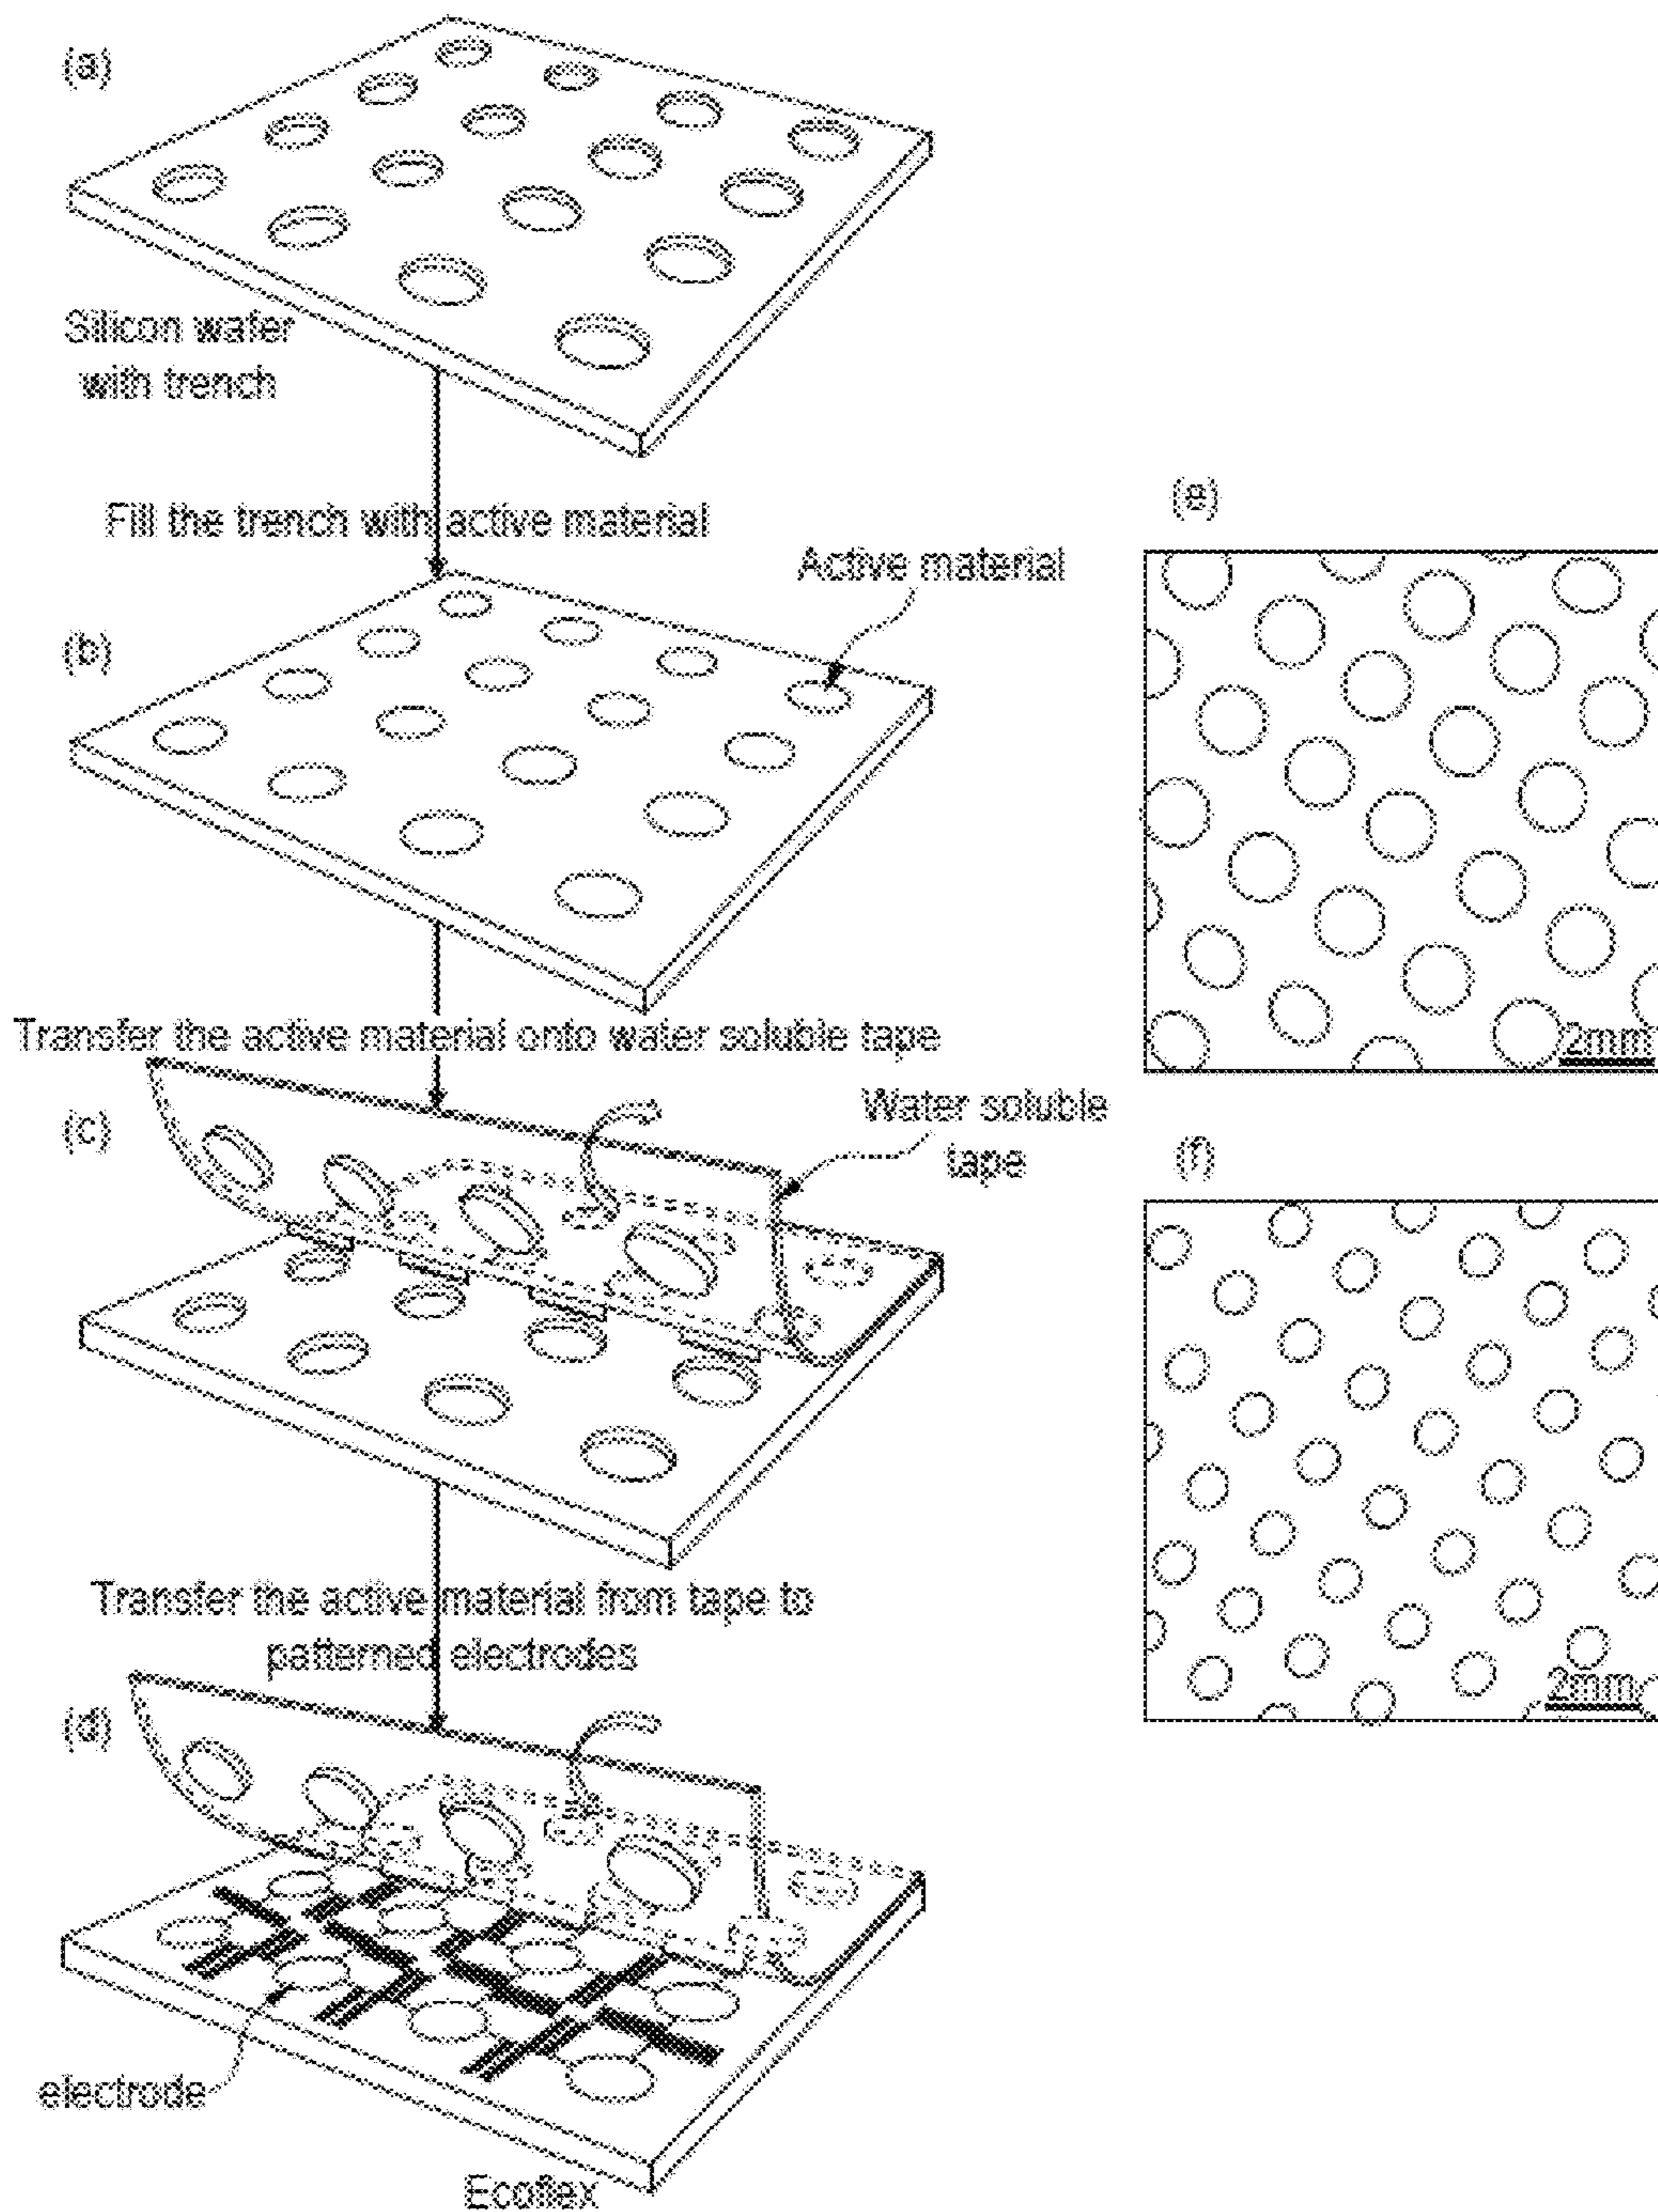 (a)
Silicon wafer
with trench
Fill the trench with active material
Active material
(b)
Transfer the active material onto water soluble tape
(c)
Water soluble
tape
Transfer the active material from tape to
patterned electrodes
(d)
electrode
Ecoflex
(e)
2mm
(f)
2mm